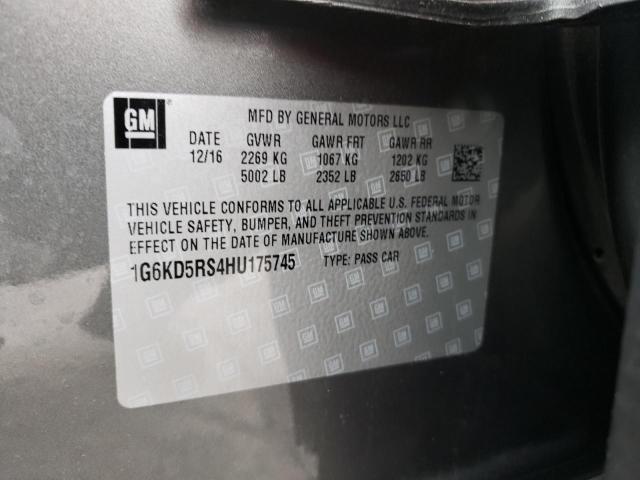 GM
MFD BY GENERAL MOTORS LLC
DATE GVWR GAWR FRT GAWR RR
12/16 2269 KG 1067 KG 1202 KG
5002 LB 2352 LB 2650 LB
THIS VEHICLE CONFORMS TO ALL APPLICABLE U.S. FEDERAL MOTOR
VEHICLE SAFETY, BUMPER, AND THEFT PREVENTION STANDARDS IN
EFFECT ON THE DATE OF MANUFACTURE SHOWN ABOVE.
1G6KD5RS4HU175745 TYPE: PASS CAR